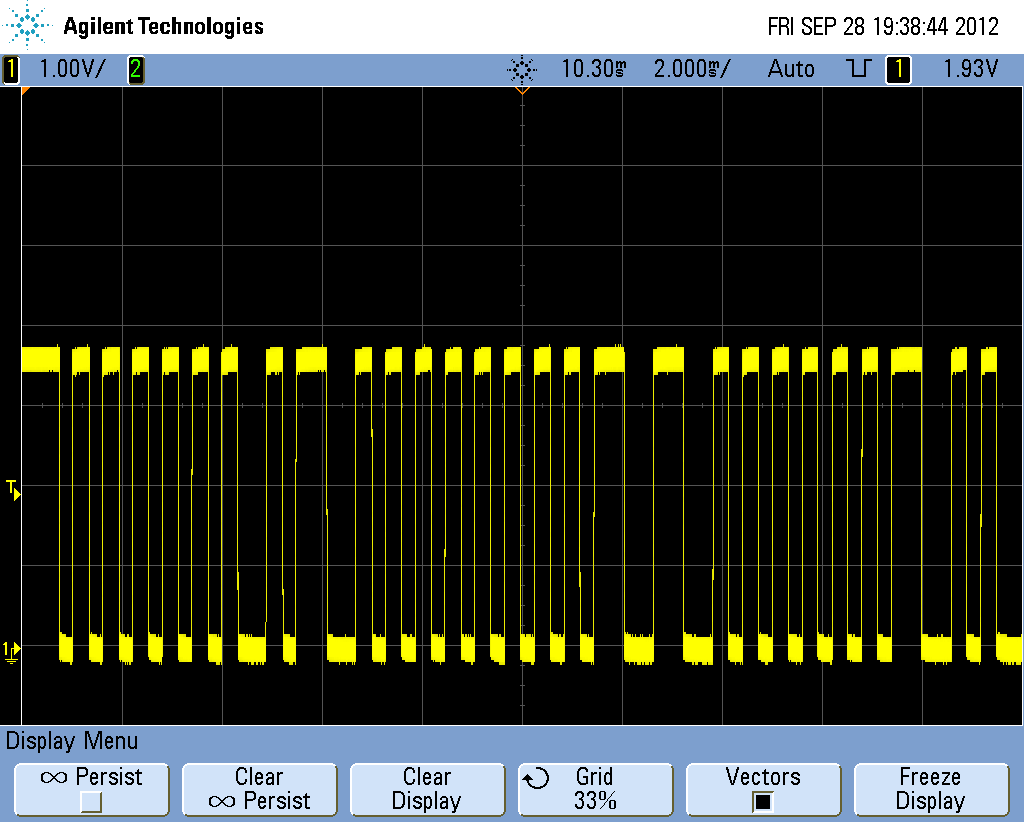 Agilent Technologies FRI SEP 28 19:38:44 2012
1 1.00V/ 2 10.30ms 2.000ms/ Auto 1 1.93V
T
1
Display Menu
∞ Persist
Clear
∞ Persist
Clear
Display
Grid
33%
Vectors
Freeze
Display